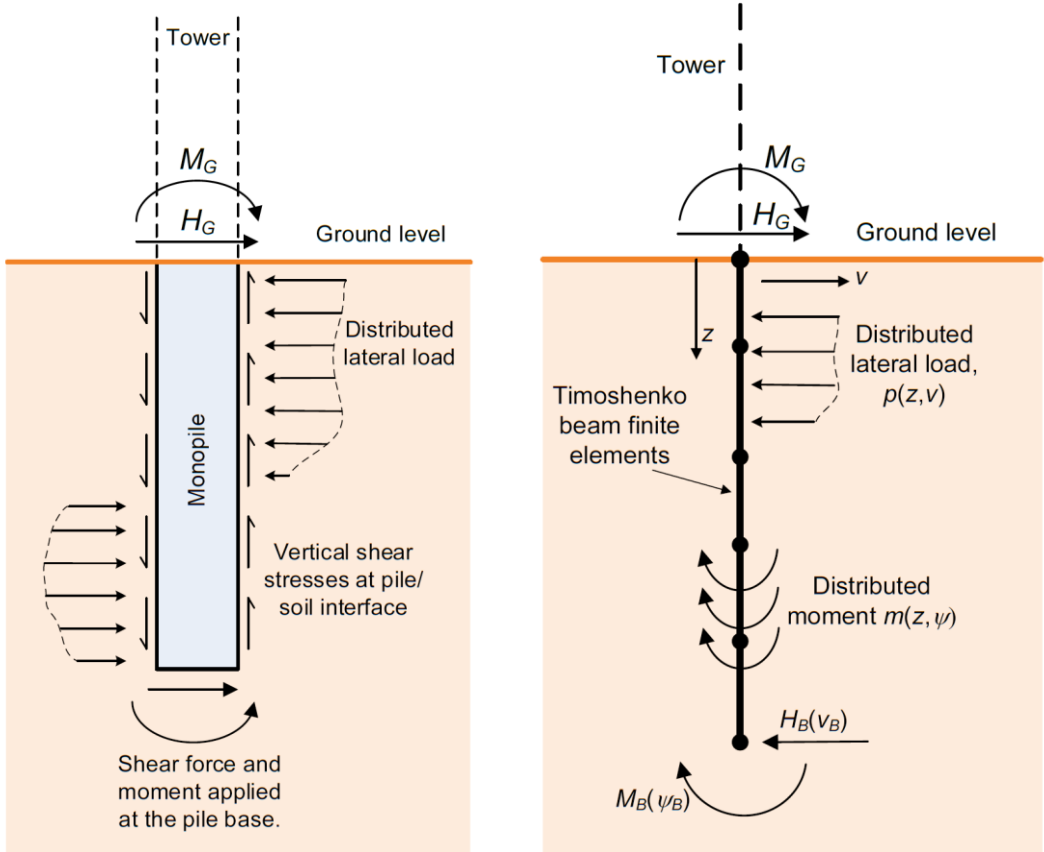 Tower
M_G
H_G
Ground level
Distributed
lateral load
Monopile
Vertical shear
stresses at pile/
soil interface
Shear force and
moment applied
at the pile base.
Tower
M_G
H_G
Ground level
v
z
Distributed
lateral load,
p(z,v)
Timoshenko
beam finite
elements
Distributed
moment m(z,ψ)
H_B(v_B)
M_B(ψ_B)